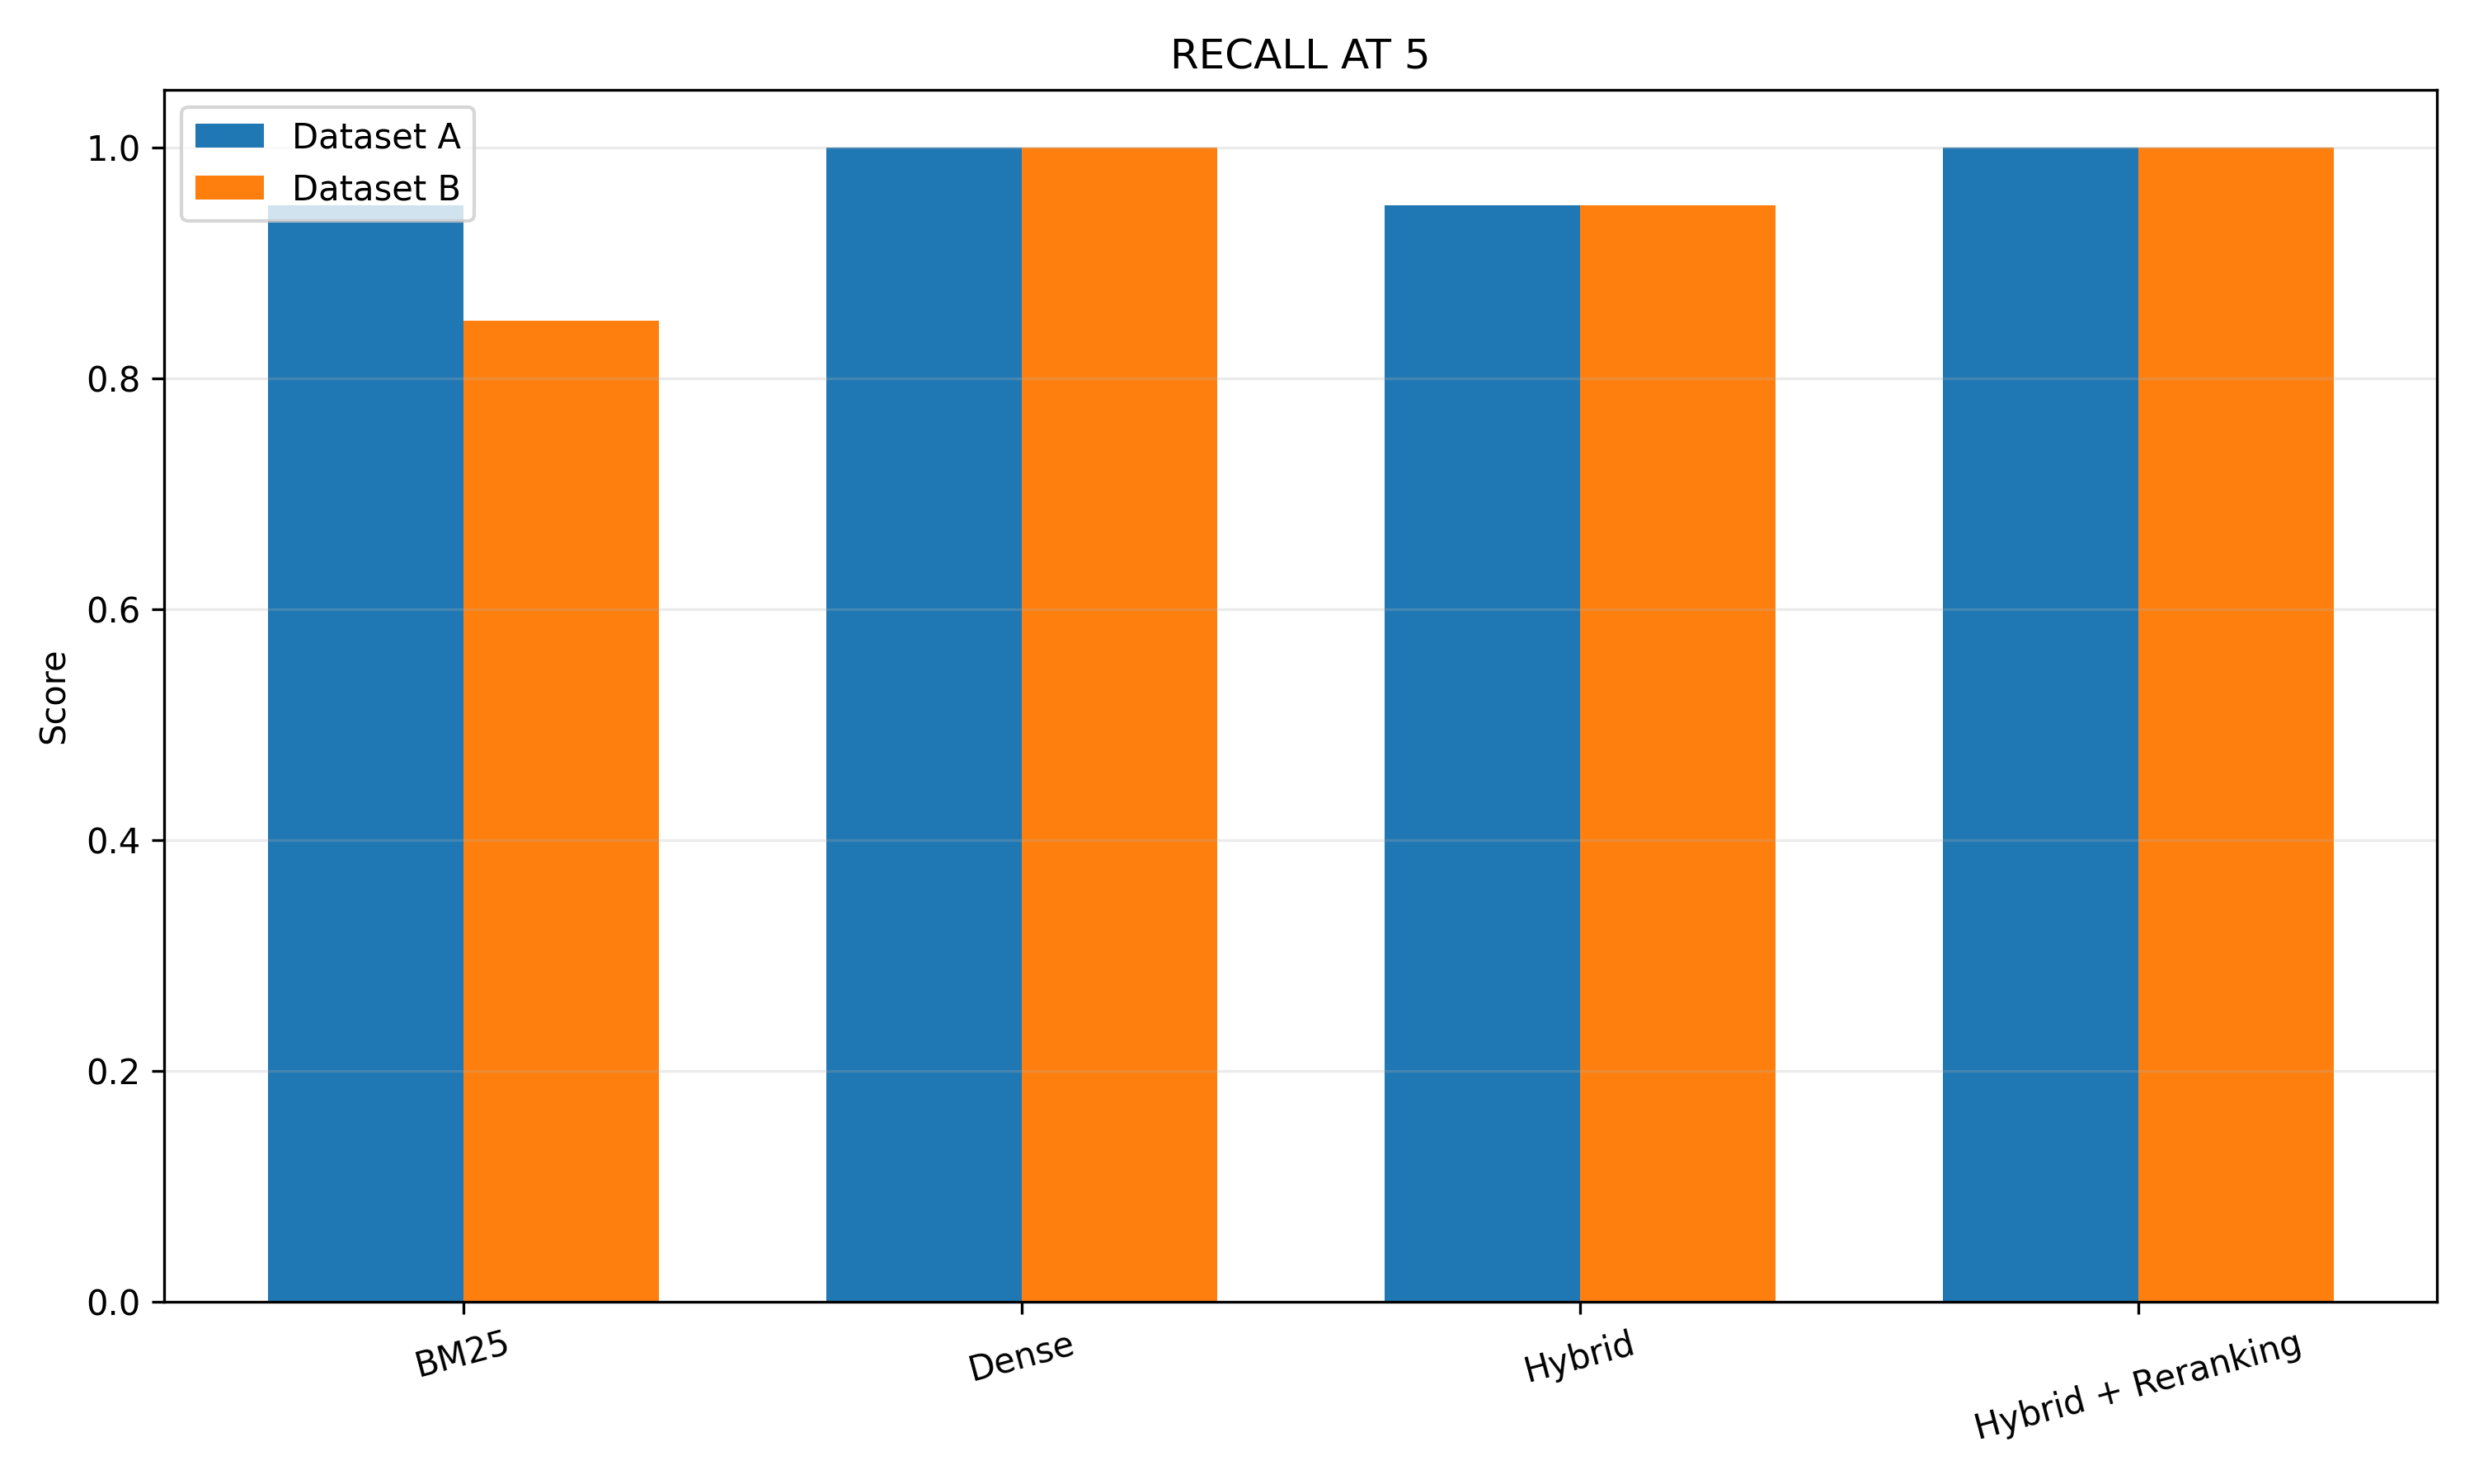 RECALL AT 5
Dataset A
Dataset B
1.0
0.8
0.6
0.4
0.2
0.0
Score
BM25
Dense
Hybrid
Hybrid + Reranking